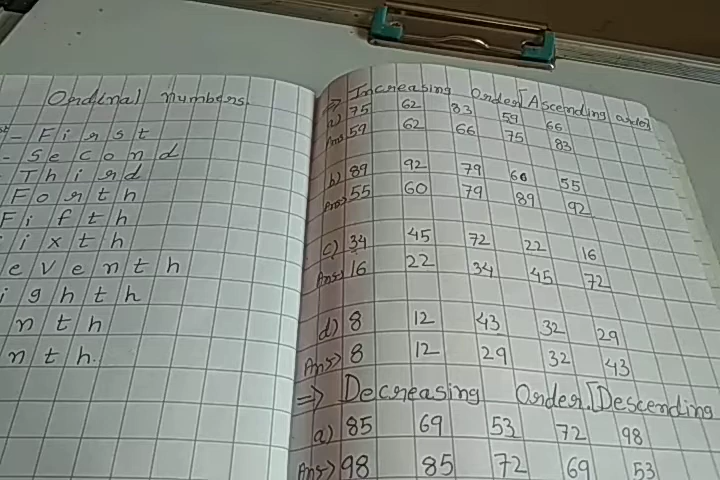 Ordinal numbers.
st - First
- Second
- Third
Forth
Fifth
ixth
eventh
ighth
nth
nth.
=> Increasing Order [Ascending order]
a) 75 62 83 59 66
Ans> 59 62 66 75 83
b) 89 92 79 60 55
Ans> 55 60 79 89 92
c) 34 45 72 22 16
Ans> 16 22 34 45 72
d) 8 12 43 32 29
Ans> 8 12 29 32 43
=> Decreasing Order. [Descending
a) 85 69 53 72 98
Ans> 98 85 72 69 53